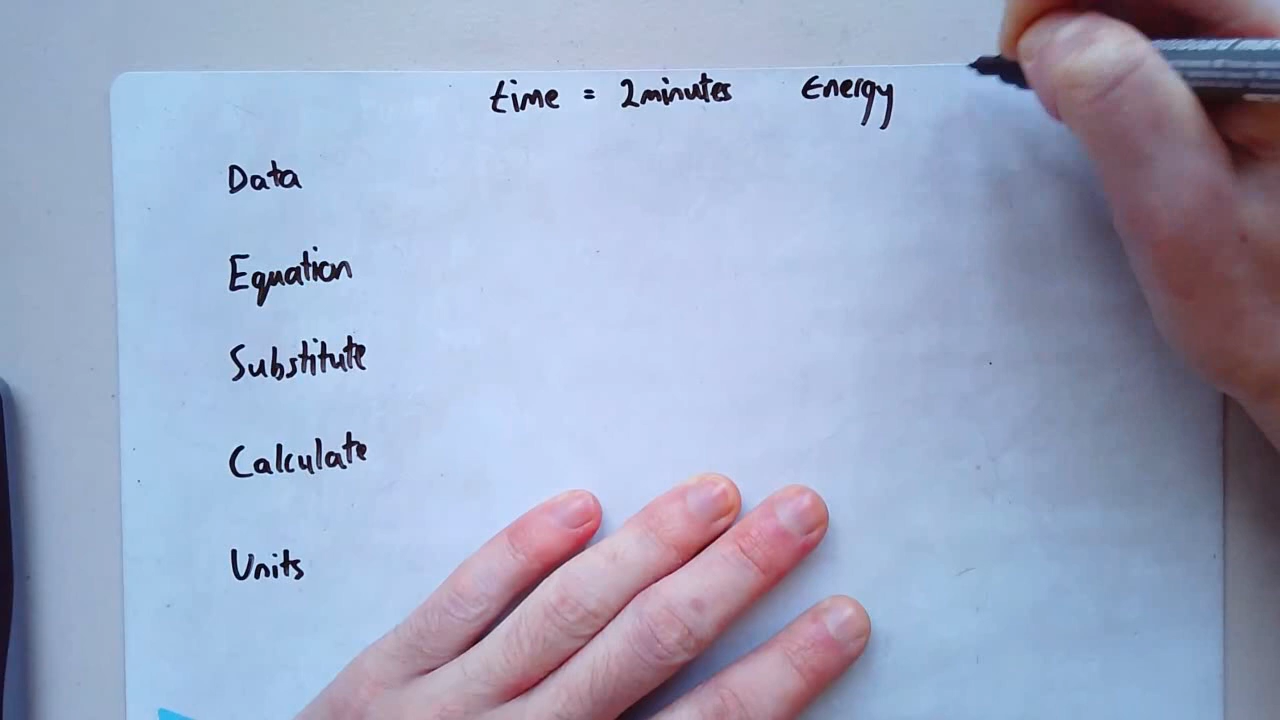 time = 2minutes Energy
Data
Equation
Substitute
Calculate
Units